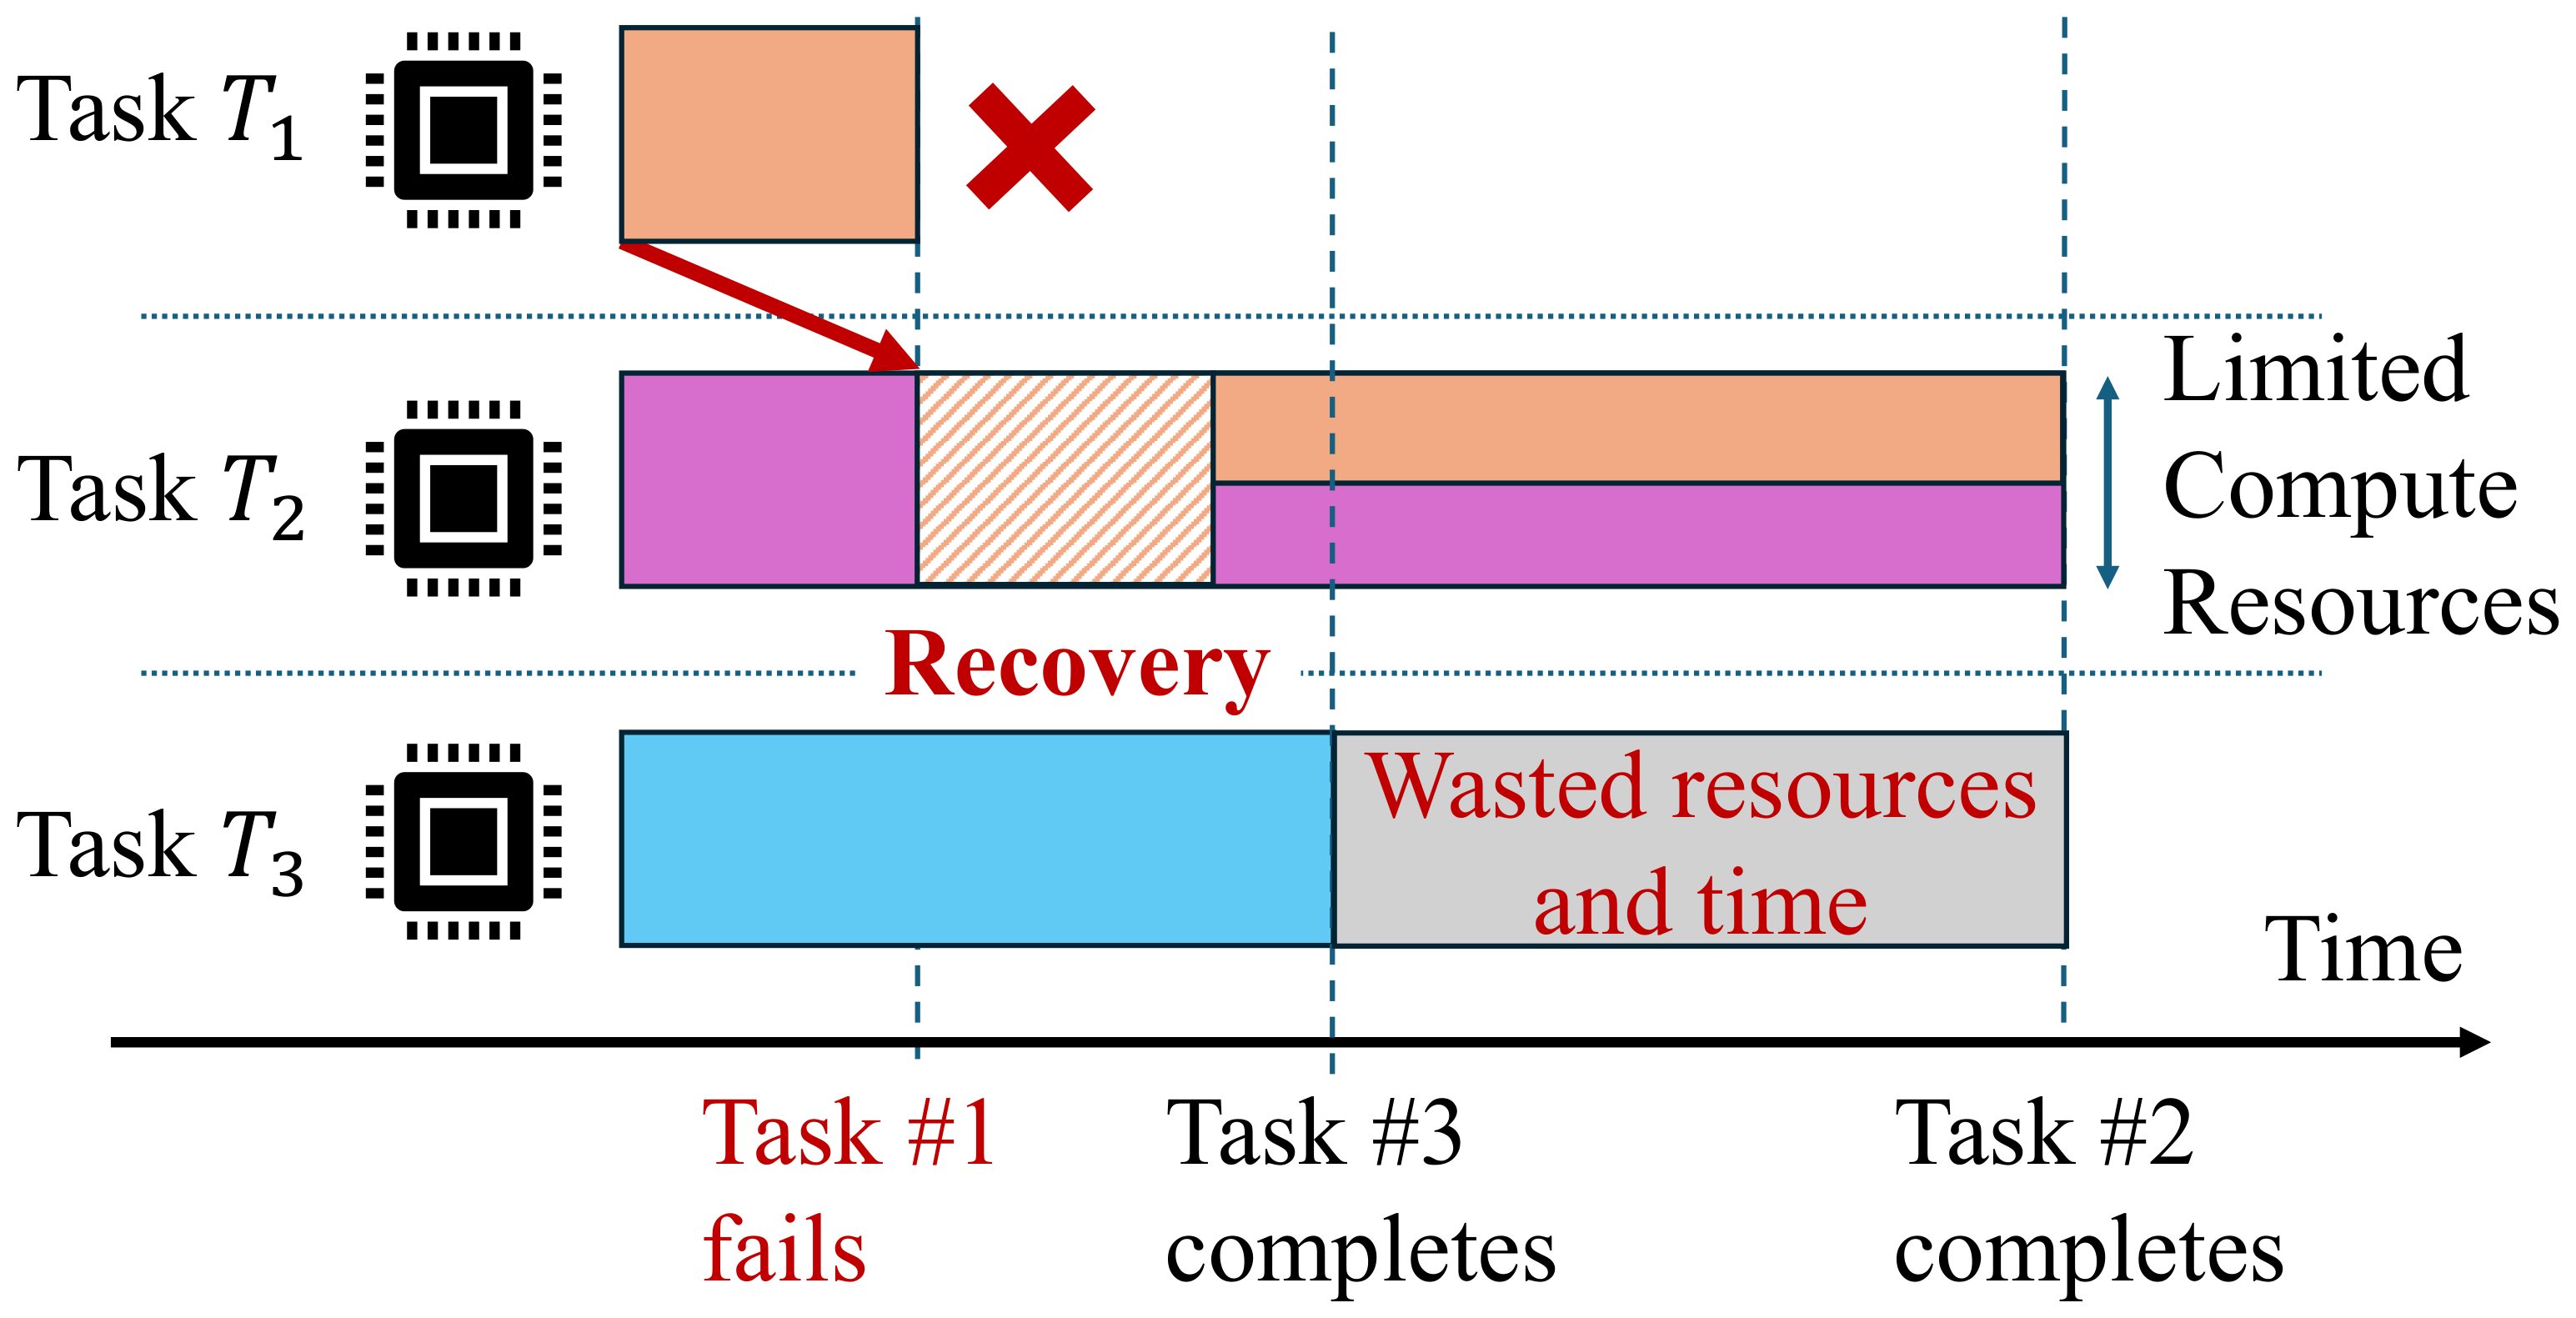 Task T₁
Limited
Task T₂
Compute
Resources
Recovery
Task T₃
Wasted resources
and time
Time
Task #1
fails
Task #3
completes
Task #2
completes